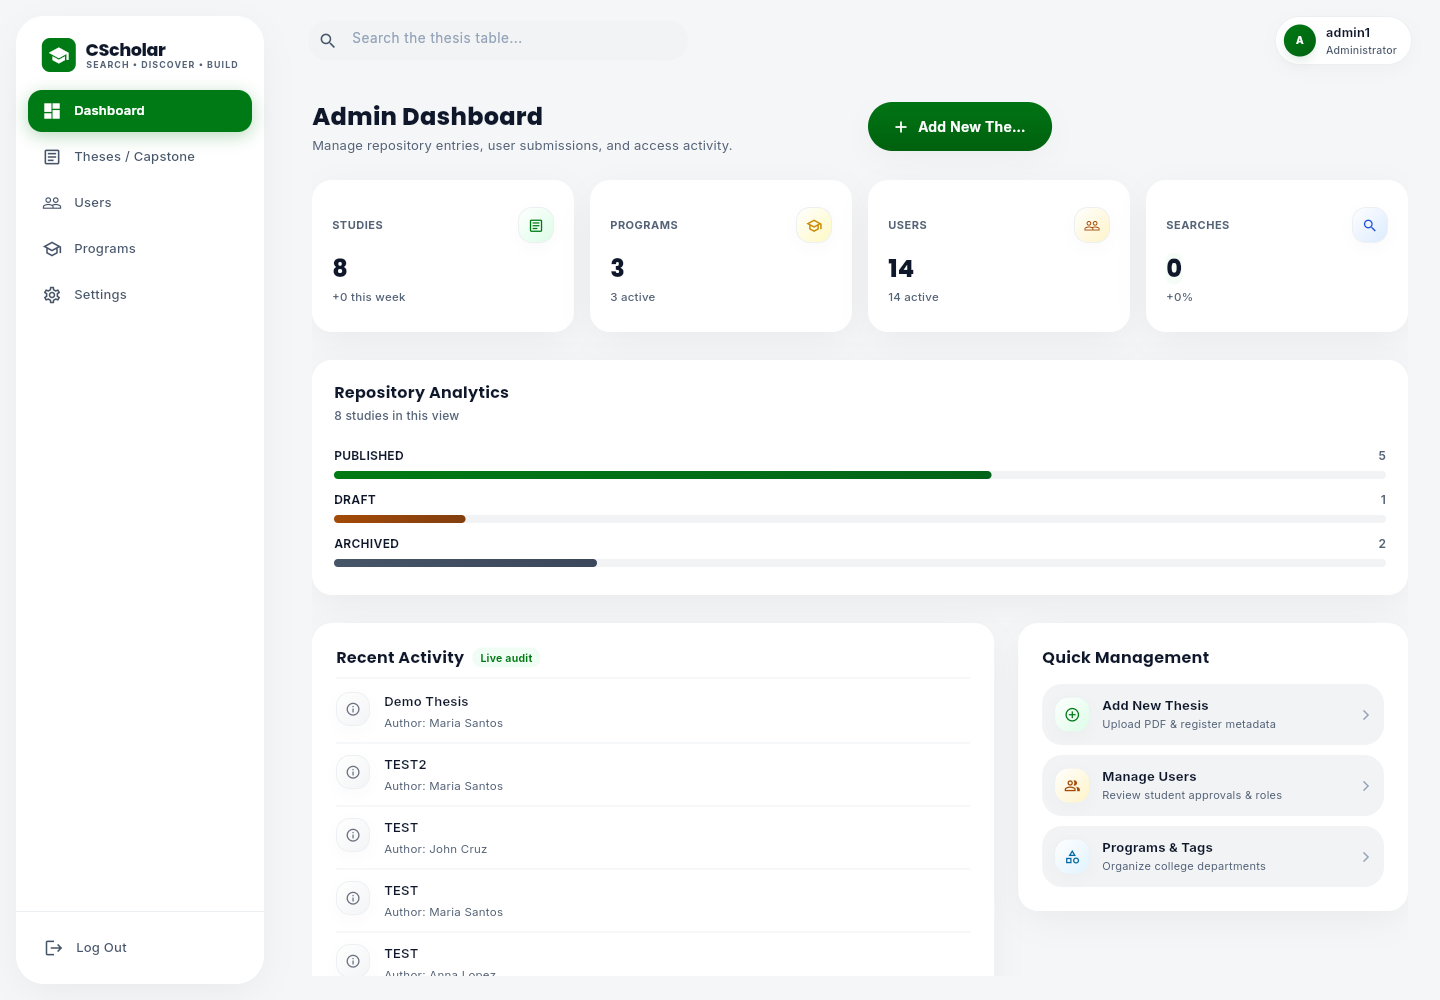 CScholar
SEARCH • DISCOVER • BUILD
Dashboard
Theses / Capstone
Users
Programs
Settings
Log Out
Search the thesis table...
A
admin1
Administrator
Admin Dashboard
Manage repository entries, user submissions, and access activity.
Add New The...
STUDIES
8
+0 this week
PROGRAMS
3
3 active
USERS
14
14 active
SEARCHES
0
+0%
Repository Analytics
8 studies in this view
PUBLISHED 5
DRAFT 1
ARCHIVED 2
Recent Activity Live audit
Demo Thesis
Author: Maria Santos
TEST2
Author: Maria Santos
TEST
Author: John Cruz
TEST
Author: Maria Santos
TEST
Author: Anna Lopez
Quick Management
Add New Thesis
Upload PDF & register metadata
Manage Users
Review student approvals & roles
Programs & Tags
Organize college departments